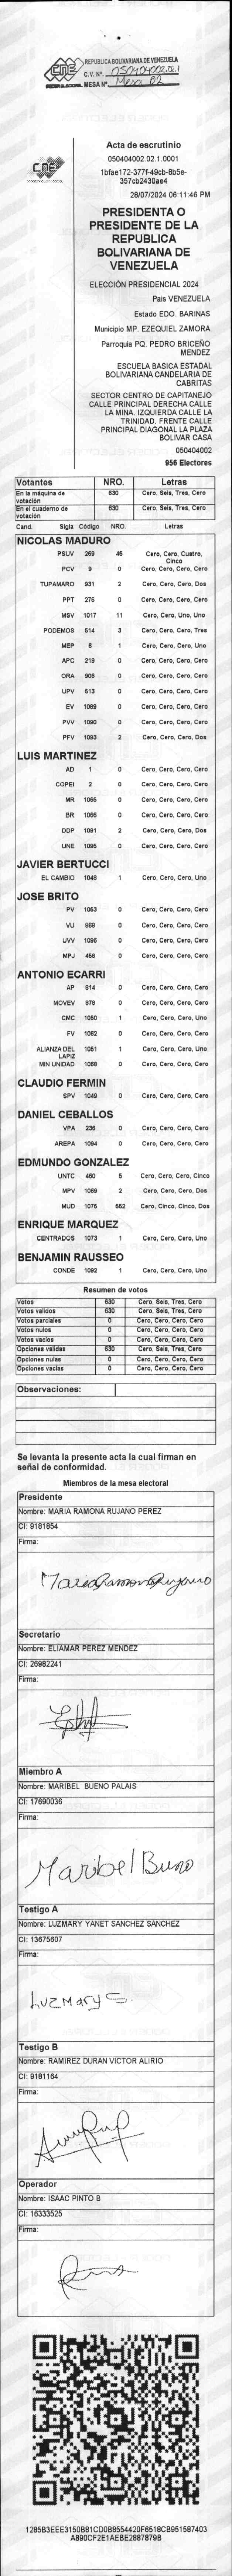 CNE
REPUBLICA BOLIVARIANA DE VENEZUELA
C.V. Nº.
MESA Nº Mesa 02
PODER ELECTORAL
CNE
Acta de escrutinio
050404002.02.1.0001
1bfae172-377f-49cb-8b5e-
357cb2430ae4
28/07/2024 06:11:46 PM
PRESIDENTA O
PRESIDENTE DE LA
REPUBLICA
BOLIVARIANA DE
VENEZUELA
ELECCIÓN PRESIDENCIAL 2024
Pais VENEZUELA
Estado EDO. BARINAS
Municipio MP. EZEQUIEL ZAMORA
Parroquia PQ. PEDRO BRICEÑO
MENDEZ
ESCUELA BASICA ESTADAL
BOLIVARIANA CANDELARIA DE
CABRITAS
SECTOR CENTRO DE CAPITANEJO
CALLE PRINCIPAL DERECHA CALLE
LA MINA. IZQUIERDA CALLE LA
TRINIDAD. FRENTE CALLE
PRINCIPAL DIAGONAL LA PLAZA
BOLIVAR CASA
050404002
956 Electores
Votantes NRO. Letras
En la máquina de votación 630 Cero, Seis, Tres, Cero
En el cuaderno de votación 630 Cero, Seis, Tres, Cero
Cand. Sigla Código NRO. Letras
NICOLAS MADURO
PSUV 269 45 Cero, Cero, Cuatro, Cinco
PCV 9 0 Cero, Cero, Cero, Cero
TUPAMARO 931 2 Cero, Cero, Cero, Dos
PPT 276 0 Cero, Cero, Cero, Cero
MSV 1017 11 Cero, Cero, Uno, Uno
PODEMOS 514 3 Cero, Cero, Cero, Tres
MEP 6 1 Cero, Cero, Cero, Uno
APC 219 0 Cero, Cero, Cero, Cero
ORA 906 0 Cero, Cero, Cero, Cero
UPV 513 0 Cero, Cero, Cero, Cero
EV 1089 0 Cero, Cero, Cero, Cero
PVV 1090 0 Cero, Cero, Cero, Cero
PFV 1093 2 Cero, Cero, Cero, Dos
LUIS MARTINEZ
AD 1 0 Cero, Cero, Cero, Cero
COPEI 2 0 Cero, Cero, Cero, Cero
MR 1065 0 Cero, Cero, Cero, Cero
BR 1066 0 Cero, Cero, Cero, Cero
DDP 1091 2 Cero, Cero, Cero, Dos
UNE 1095 0 Cero, Cero, Cero, Cero
JAVIER BERTUCCI
EL CAMBIO 1048 1 Cero, Cero, Cero, Uno
JOSE BRITO
PV 1053 0 Cero, Cero, Cero, Cero
VU 968 0 Cero, Cero, Cero, Cero
UVV 1096 0 Cero, Cero, Cero, Cero
MPJ 458 0 Cero, Cero, Cero, Cero
ANTONIO ECARRI
AP 814 0 Cero, Cero, Cero, Cero
MOVEV 878 0 Cero, Cero, Cero, Cero
CMC 1050 1 Cero, Cero, Cero, Uno
FV 1062 0 Cero, Cero, Cero, Cero
ALIANZA DEL LAPIZ 1051 1 Cero, Cero, Cero, Uno
MIN UNIDAD 1068 0 Cero, Cero, Cero, Cero
CLAUDIO FERMIN
SPV 1049 0 Cero, Cero, Cero, Cero
DANIEL CEBALLOS
VPA 236 0 Cero, Cero, Cero, Cero
AREPA 1094 0 Cero, Cero, Cero, Cero
EDMUNDO GONZALEZ
UNTC 460 5 Cero, Cero, Cero, Cinco
MPV 1069 2 Cero, Cero, Cero, Dos
MUD 1075 552 Cero, Cinco, Cinco, Dos
ENRIQUE MARQUEZ
CENTRADOS 1073 1 Cero, Cero, Cero, Uno
BENJAMIN RAUSSEO
CONDE 1092 1 Cero, Cero, Cero, Uno
Resumen de votos
Votos 630 Cero, Seis, Tres, Cero
Votos validos 630 Cero, Seis, Tres, Cero
Votos parciales 0 Cero, Cero, Cero, Cero
Votos nulos 0 Cero, Cero, Cero, Cero
Votos vacios 0 Cero, Cero, Cero, Cero
Opciones validas 630 Cero, Seis, Tres, Cero
Opciones nulas 0 Cero, Cero, Cero, Cero
Opciones vacias 0 Cero, Cero, Cero, Cero
Observaciones:
Se levanta la presente acta la cual firman en
señal de conformidad.
Miembros de la mesa electoral
Presidente
Nombre: MARIA RAMONA RUJANO PEREZ
CI: 9181854
Firma:
Maria Ramona Rujano
Secretario
Nombre: ELIAMAR PEREZ MENDEZ
CI: 26982241
Firma:
Miembro A
Nombre: MARIBEL BUENO PALAIS
CI: 17690036
Firma:
Maribel Bueno
Testigo A
Nombre: LUZMARY YANET SANCHEZ SANCHEZ
CI: 13675607
Firma:
LuzMary S.
Testigo B
Nombre: RAMIREZ DURAN VICTOR ALIRIO
CI: 9181164
Firma:
Operador
Nombre: ISAAC PINTO B
CI: 16333525
Firma:
1285B3EEE3150B81CD0B8554420F6518CB951587403
A890CF2E1AEBE2887879B